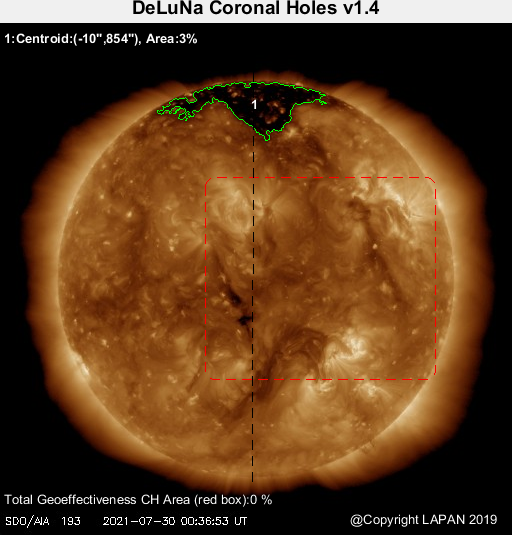 DeLuNa Coronal Holes v1.4
1:Centroid:(-10",854"), Area:3%
1
Total Geoeffectiveness CH Area (red box):0 %
SDO/AIA 193 2021-07-30 00:36:53 UT
@Copyright LAPAN 2019